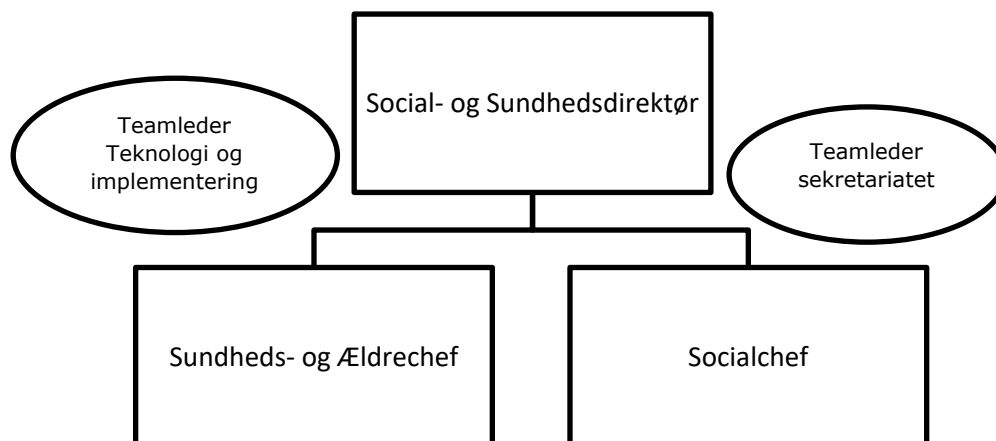 Social- og Sundhedsdirektør
Teamleder
Teknologi og
implementering
Teamleder
sekretariatet
Sundheds- og Ældrechef
Socialchef